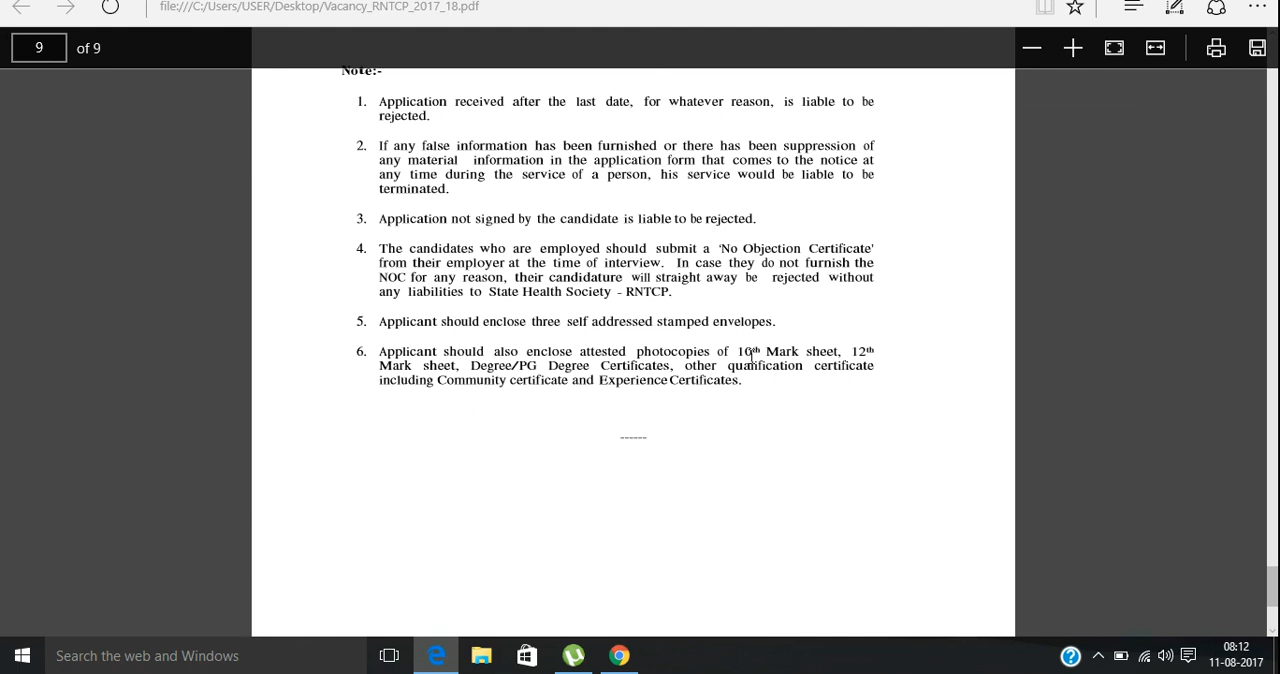 file:///C:/Users/USER/Desktop/Vacancy_RNTCP_2017_18.pdf
9 of 9
Note:-
1. Application received after the last date, for whatever reason, is liable to be
rejected.
2. If any false information has been furnished or there has been suppression of
any material information in the application form that comes to the notice at
any time during the service of a person, his service would be liable to be
terminated.
3. Application not signed by the candidate is liable to be rejected.
4. The candidates who are employed should submit a 'No Objection Certificate'
from their employer at the time of interview. In case they do not furnish the
NOC for any reason, their candidature will straight away be rejected without
any liabilities to State Health Society - RNTCP.
5. Applicant should enclose three self addressed stamped envelopes.
6. Applicant should also enclose attested photocopies of 10th Mark sheet, 12th
Mark sheet, Degree/PG Degree Certificates, other qualification certificate
including Community certificate and Experience Certificates.
------
Search the web and Windows
08:12
11-08-2017